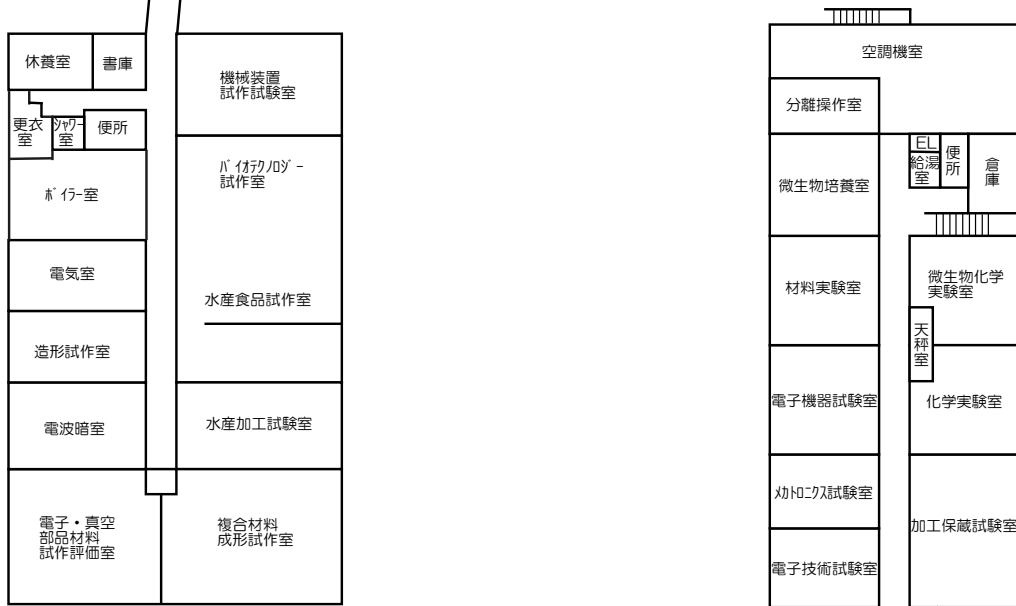 休養室
書庫
機械装置
試作試験室
更衣
室
シャワー
室
便所
バイオテクノロジー
試作室
ボイラー室
電気室
水産食品試作室
造形試作室
電波暗室
水産加工試験室
電子・真空
部品材料
試作評価室
複合材料
成形試作室
空調機室
分離操作室
EL
給湯
室
便所
倉庫
微生物培養室
材料実験室
微生物化学
実験室
天秤室
電子機器試験室
化学実験室
メカトロニクス試験室
加工保蔵試験室
電子技術試験室